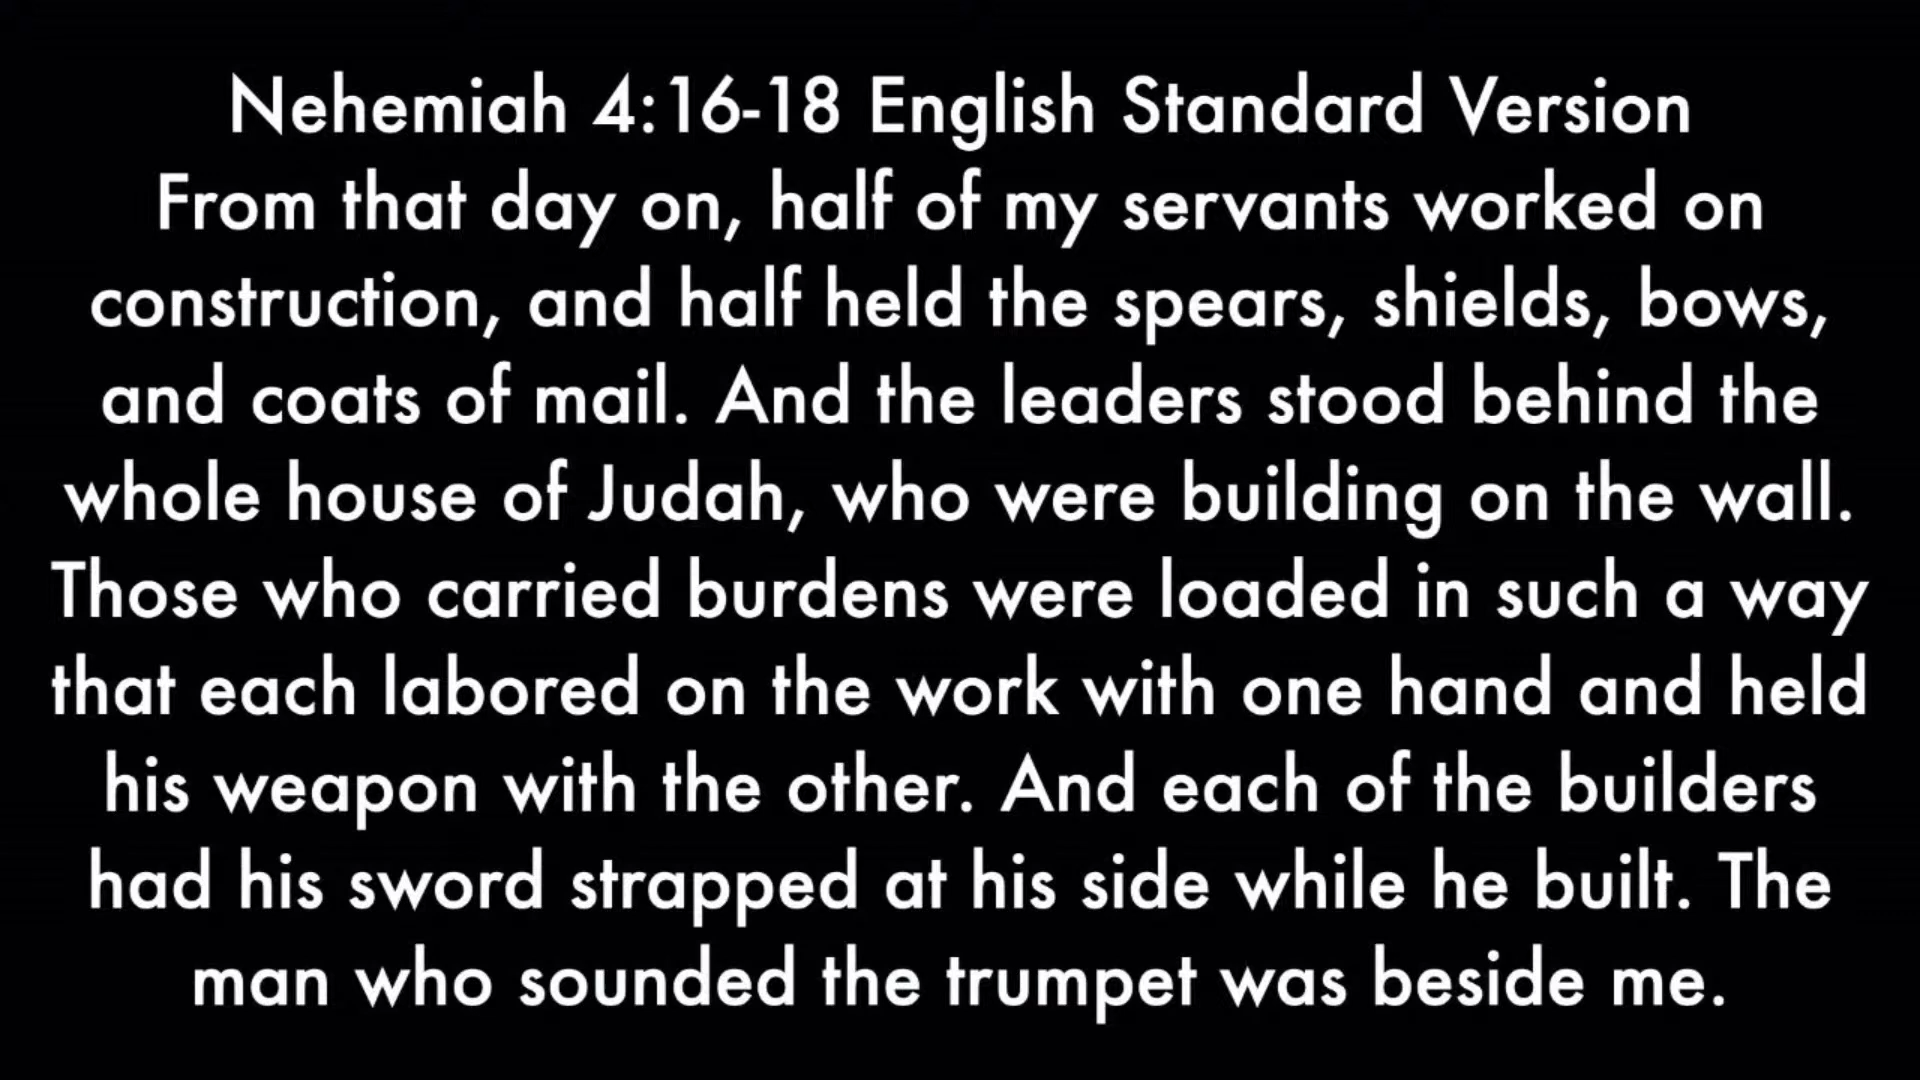 Nehemiah 4:16-18 English Standard Version
From that day on, half of my servants worked on
construction, and half held the spears, shields, bows,
and coats of mail. And the leaders stood behind the
whole house of Judah, who were building on the wall.
Those who carried burdens were loaded in such a way
that each labored on the work with one hand and held
his weapon with the other. And each of the builders
had his sword strapped at his side while he built. The
man who sounded the trumpet was beside me.